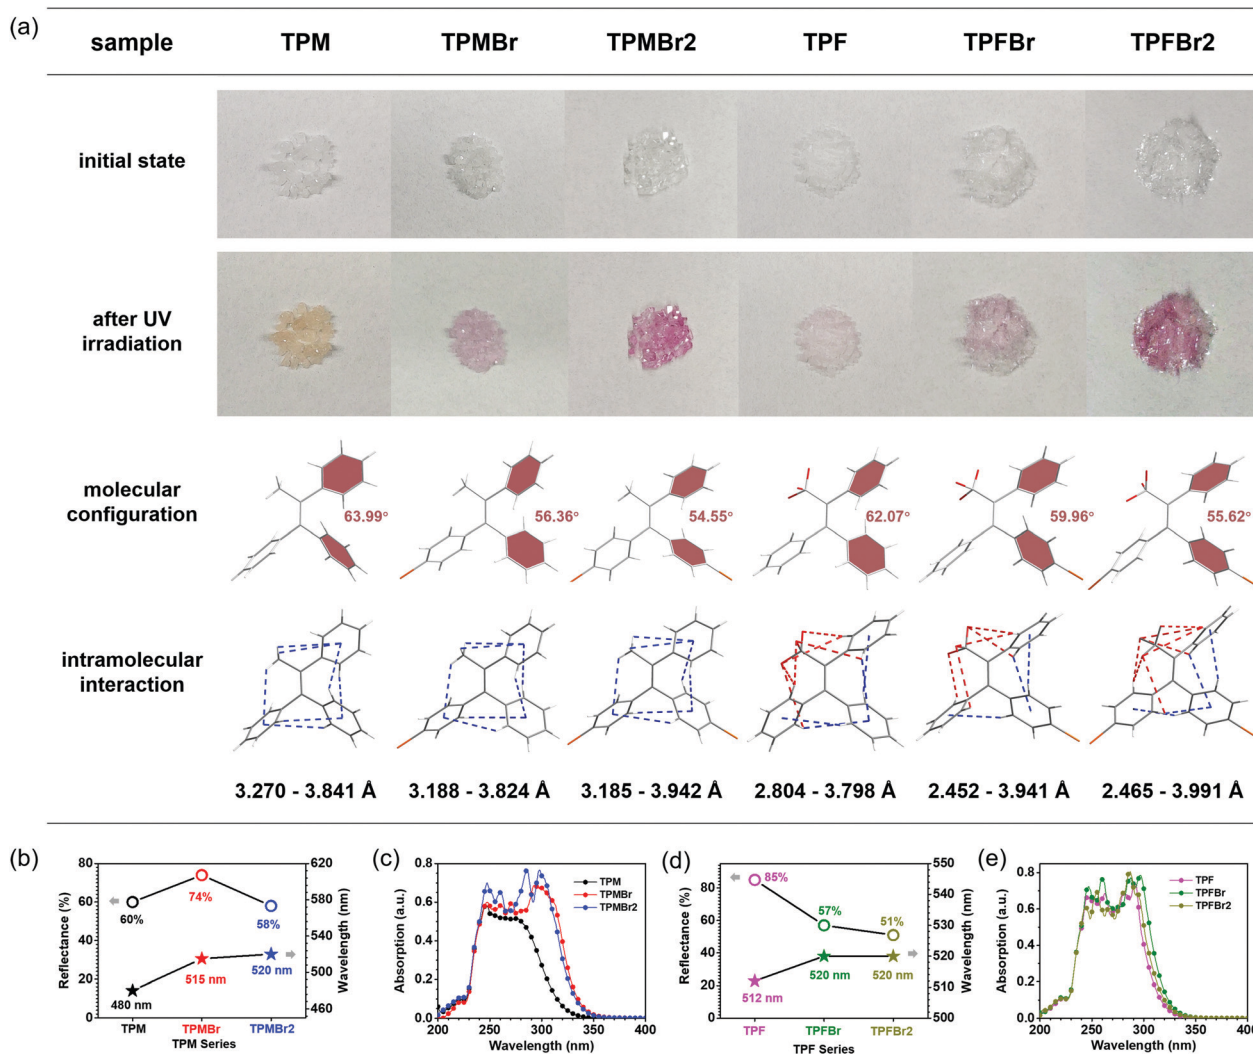 (a)
sample TPM TPMBr TPMBr2 TPF TPFBr TPFBr2
initial state
after UV
irradiation
molecular
configuration
63.99° 56.36° 54.55° 62.07° 59.96° 55.62°
intramolecular
interaction
3.270 - 3.841 Å 3.188 - 3.824 Å 3.185 - 3.942 Å 2.804 - 3.798 Å 2.452 - 3.941 Å 2.465 - 3.991 Å
(b)
Reflectance (%)
80
60
40
20
0
60%
74%
58%
480 nm
515 nm
520 nm
620
580
540
500
460
Wavelength (nm)
TPM TPMBr TPMBr2
TPM Series
(c)
Absorption (a.u.)
0.8
0.6
0.4
0.2
0.0
TPM
TPMBr
TPMBr2
200 250 300 350 400
Wavelength (nm)
(d)
Reflectance (%)
80
60
40
20
0
85%
57%
51%
512 nm
520 nm
520 nm
550
540
530
520
510
500
Wavelength (nm)
TPF TPFBr TPFBr2
TPF Series
(e)
Absorption (a.u.)
0.8
0.6
0.4
0.2
0.0
TPF
TPFBr
TPFBr2
200 250 300 350 400
Wavelength (nm)